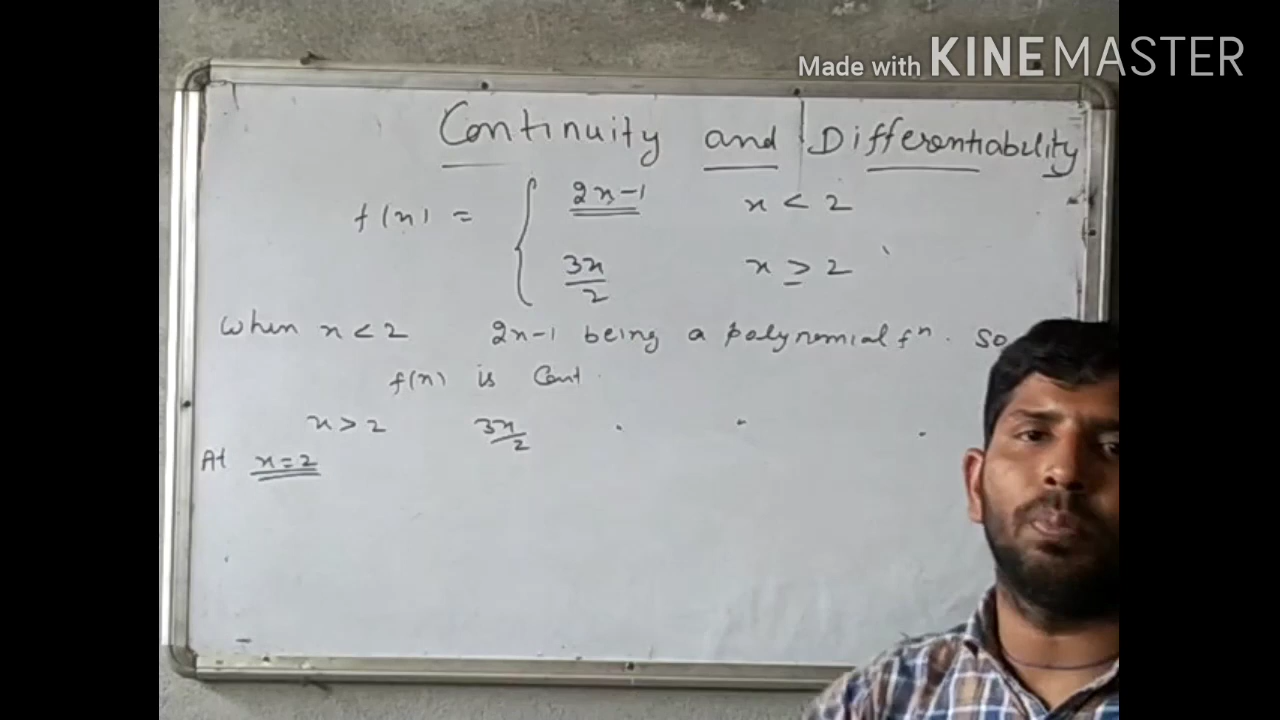 Made with KINEMASTER
Continuity and Differentiability
f(x) = { 2x-1 x < 2
3x/2 x ≥ 2
When x < 2 2x-1 being a polynomial fⁿ. So
f(x) is Cont.
x > 2 3x/2 . . .
At x=2